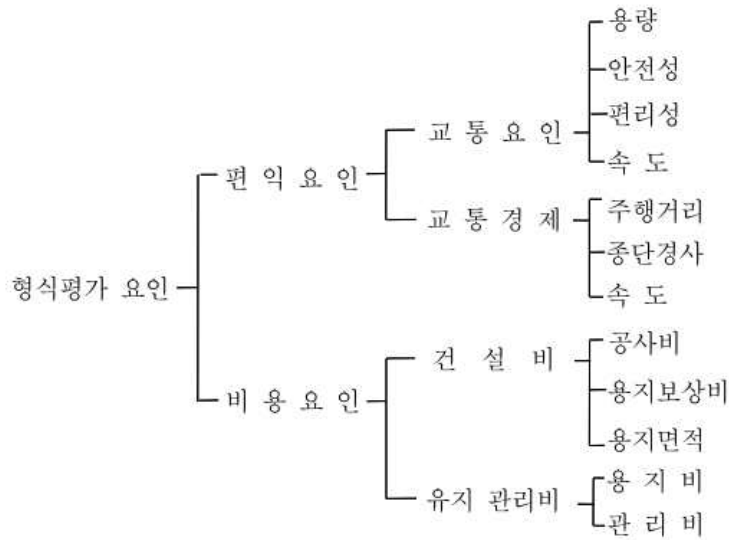 형식평가 요인
편 익 요 인
교 통 요 인
용량
안전성
편리성
속 도
교 통 경 제
주행거리
종단경사
속 도
비 용 요 인
건 설 비
공사비
용지보상비
용지면적
유지 관리비
용 지 비
관 리 비